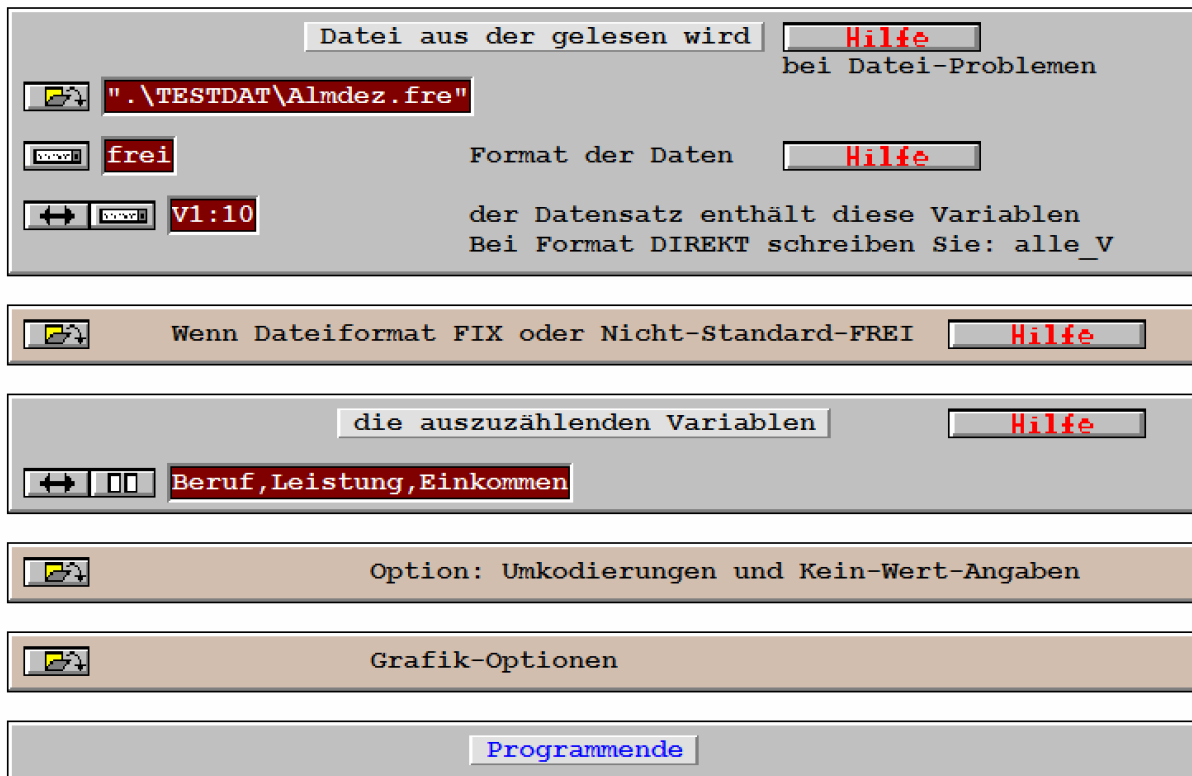 Datei aus der gelesen wird Hilfe
bei Datei-Problemen
".\TESTDAT\Almdez.fre"
frei Format der Daten Hilfe
V1:10 der Datensatz enthält diese Variablen
Bei Format DIREKT schreiben Sie: alle_V
Wenn Dateiformat FIX oder Nicht-Standard-FREI Hilfe
die auszuzählenden Variablen Hilfe
Beruf,Leistung,Einkommen
Option: Umkodierungen und Kein-Wert-Angaben
Grafik-Optionen
Programmende